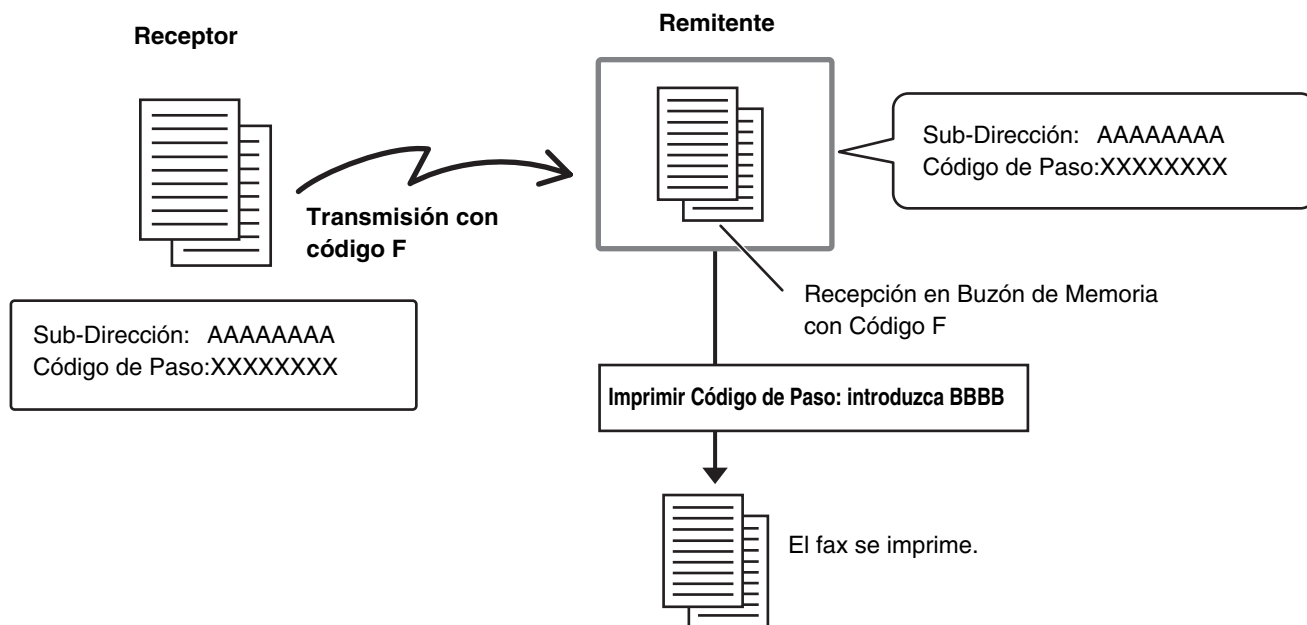 Receptor
Remitente
Sub-Dirección: AAAAAAAA
Código de Paso:XXXXXXXX
Transmisión con
código F
Recepción en Buzón de Memoria
con Código F
Sub-Dirección: AAAAAAAA
Código de Paso:XXXXXXXX
Imprimir Código de Paso: introduzca BBBB
El fax se imprime.